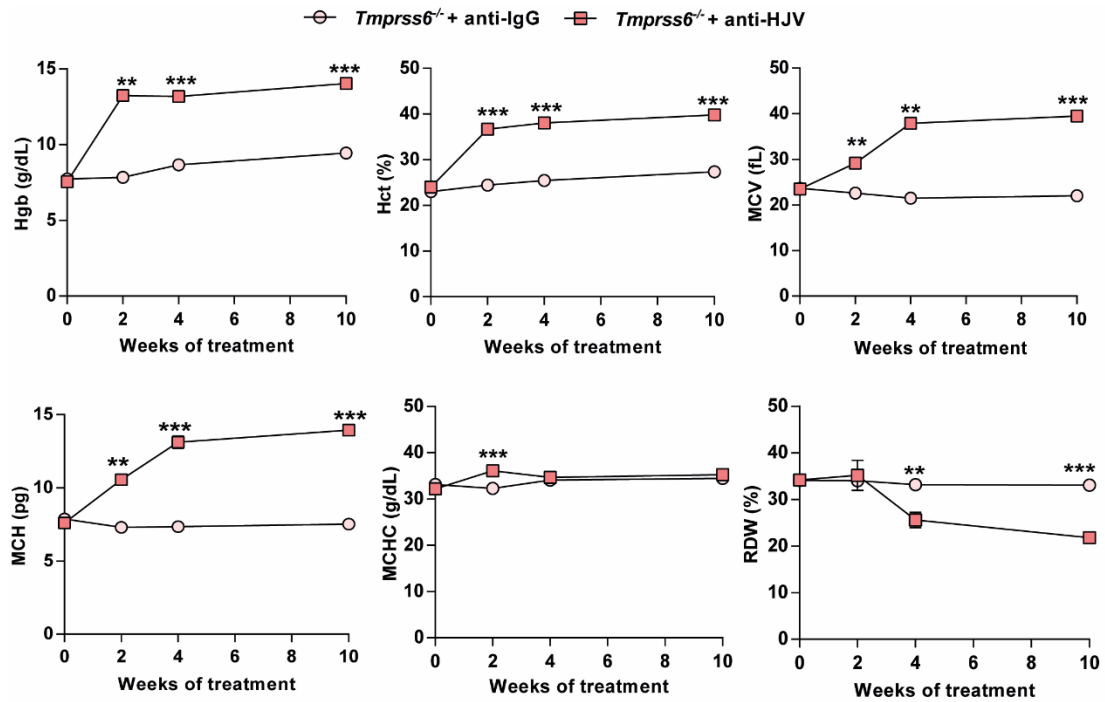 Tmprss6-/- + anti-IgG Tmprss6-/- + anti-HJV
15
10
5
0
Hgb (g/dL)
** *** ***
0 2 4 6 8 10
Weeks of treatment
50
40
30
20
10
0
Hct (%)
*** *** ***
0 2 4 6 8 10
Weeks of treatment
50
40
30
20
10
0
MCV (fL)
** ** ***
0 2 4 6 8 10
Weeks of treatment
15
10
5
0
MCH (pg)
** *** ***
0 2 4 6 8 10
Weeks of treatment
50
40
30
20
10
0
MCHC (g/dL)
***
0 2 4 6 8 10
Weeks of treatment
50
40
30
20
10
0
RDW (%)
** ***
0 2 4 6 8 10
Weeks of treatment